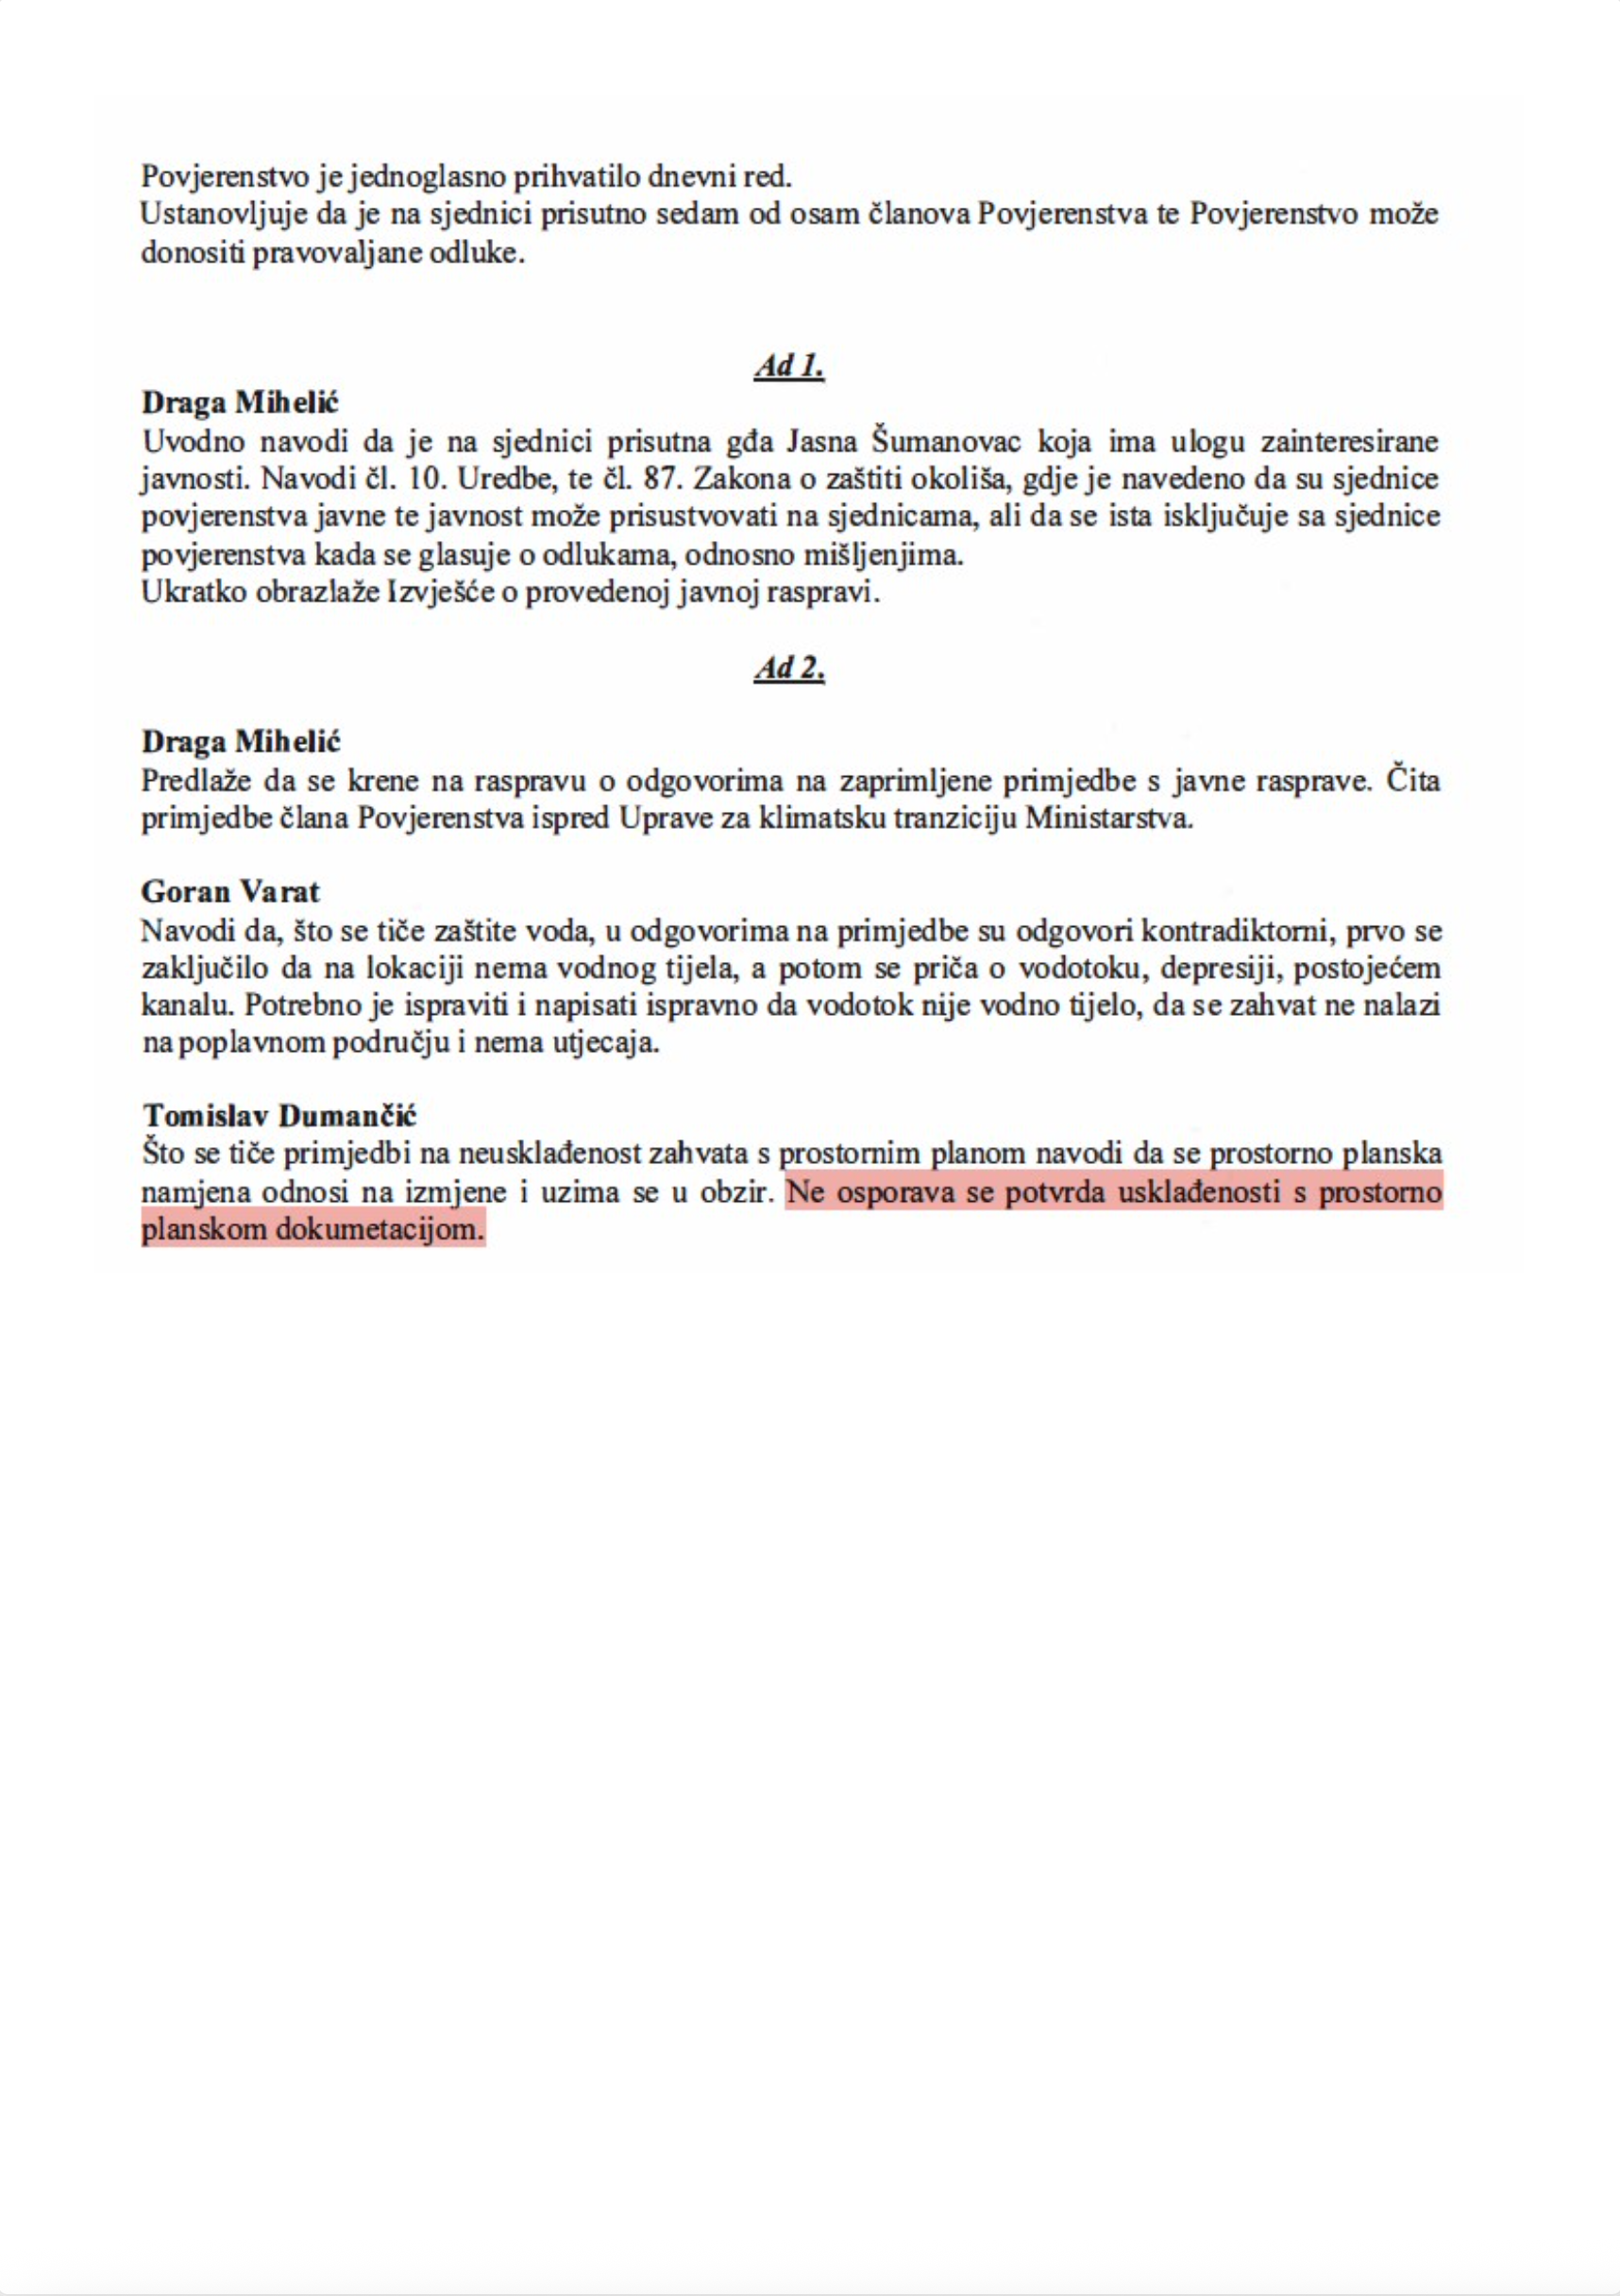 Povjerenstvo je jednoglasno prihvatilo dnevni red.
Ustanovljuje da je na sjednici prisutno sedam od osam članova Povjerenstva te Povjerenstvo može
donositi pravovaljane odluke.
Ad 1.
Draga Mihelić
Uvodno navodi da je na sjednici prisutna gđa Jasna Šumanovac koja ima ulogu zainteresirane
javnosti. Navodi čl. 10. Uredbe, te čl. 87. Zakona o zaštiti okoliša, gdje je navedeno da su sjednice
povjerenstva javne te javnost može prisustvovati na sjednicama, ali da se ista isključuje sa sjednice
povjerenstva kada se glasuje o odlukama, odnosno mišljenjima.
Ukratko obrazlaže Izvješće o provedenoj javnoj raspravi.
Ad 2.
Draga Mihelić
Predlaže da se krene na raspravu o odgovorima na zaprimljene primjedbe s javne rasprave. Čita
primjedbe člana Povjerenstva ispred Uprave za klimatsku tranziciju Ministarstva.
Goran Varat
Navodi da, što se tiče zaštite voda, u odgovorima na primjedbe su odgovori kontradiktorni, prvo se
zaključilo da na lokaciji nema vodnog tijela, a potom se priča o vodotoku, depresiji, postojećem
kanalu. Potrebno je ispraviti i napisati ispravno da vodotok nije vodno tijelo, da se zahvat ne nalazi
na poplavnom području i nema utjecaja.
Tomislav Dumančić
Što se tiče primjedbi na neusklađenost zahvata s prostornim planom navodi da se prostorno planska
namjena odnosi na izmjene i uzima se u obzir. Ne osporava se potvrda usklađenosti s prostorno
planskom dokumetacijom.